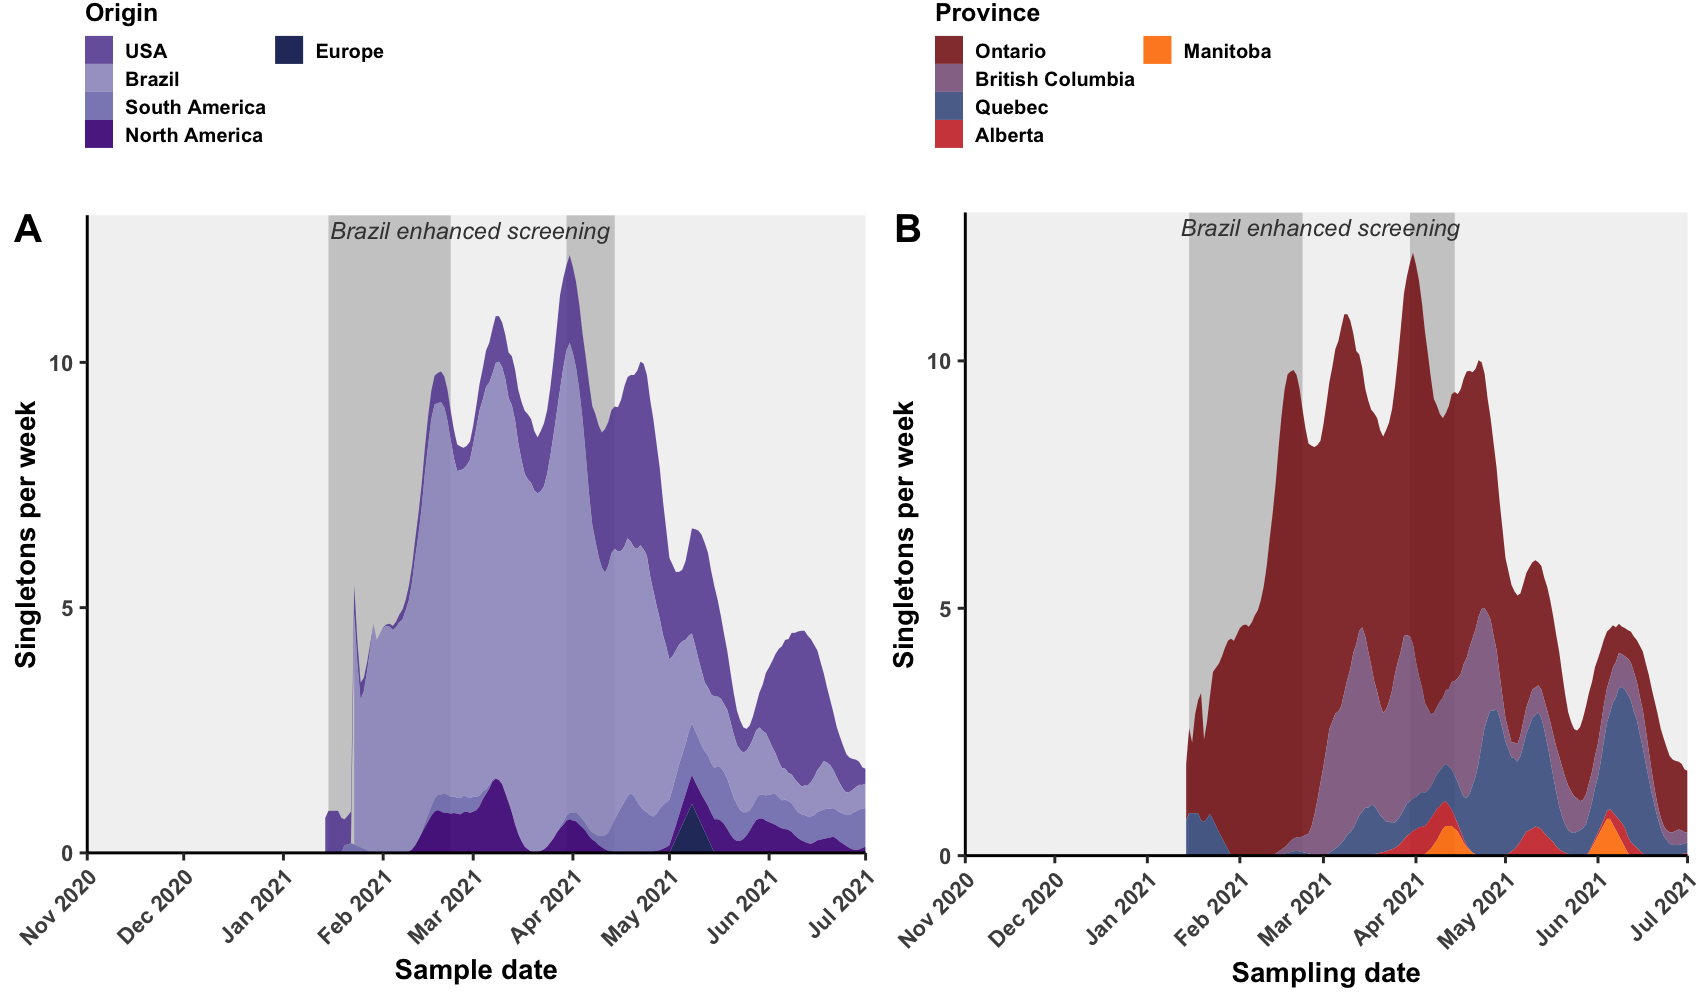 Origin
USA
Europe
Brazil
South America
North America
Province
Ontario
Manitoba
British Columbia
Quebec
Alberta
A
Brazil enhanced screening
Singletons per week
10
5
0
Nov 2020
Dec 2020
Jan 2021
Feb 2021
Mar 2021
Apr 2021
May 2021
Jun 2021
Jul 2021
Sample date
B
Brazil enhanced screening
Singletons per week
10
5
0
Nov 2020
Dec 2020
Jan 2021
Feb 2021
Mar 2021
Apr 2021
May 2021
Jun 2021
Jul 2021
Sampling date